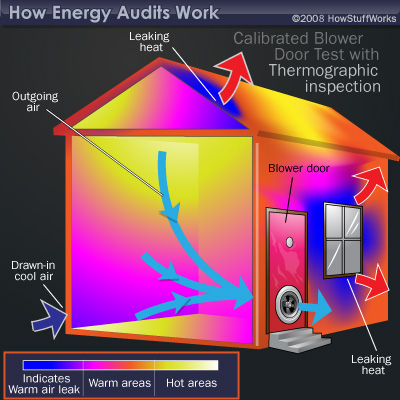 How Energy Audits Work
©2008 HowStuffWorks
Leaking
heat
Calibrated Blower
Door Test with
Thermographic
inspection
Outgoing
air
Blower door
Drawn-in
cool air
Leaking
heat
Indicates
Warm air leak
Warm areas
Hot areas